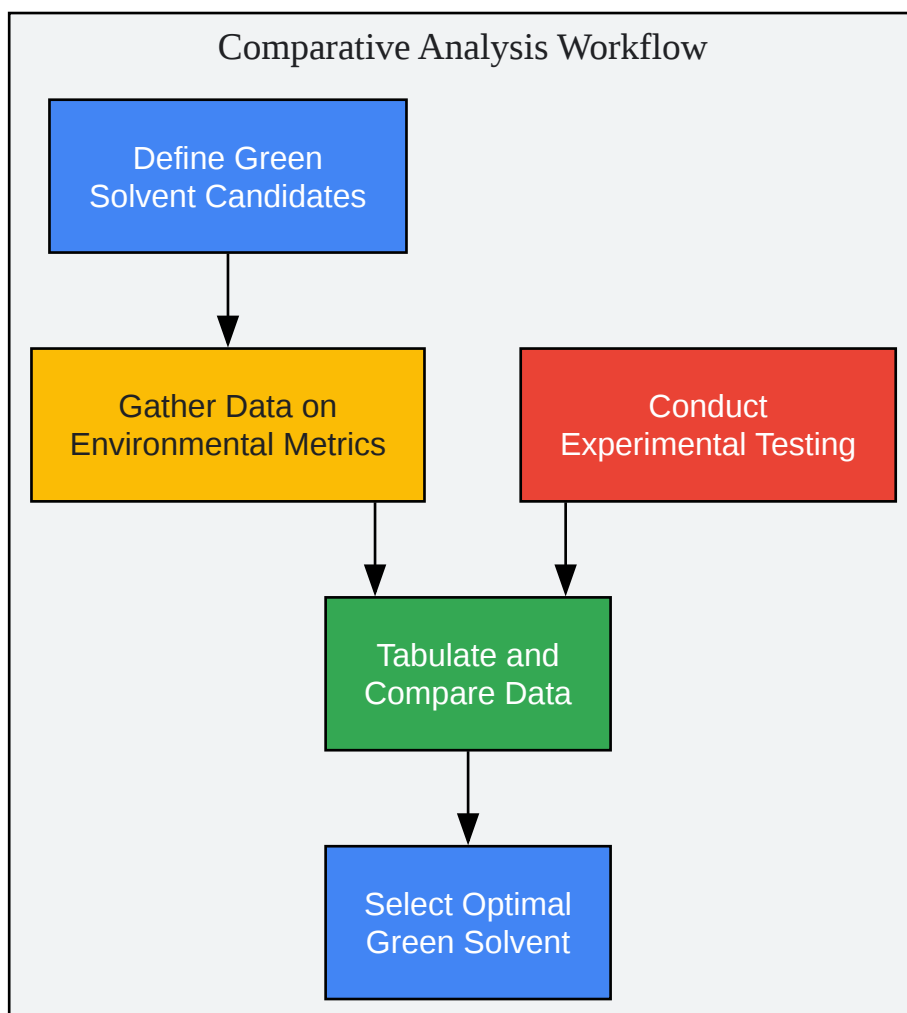 Comparative Analysis Workflow
Define Green
Solvent Candidates
Gather Data on
Environmental Metrics
Conduct
Experimental Testing
Tabulate and
Compare Data
Select Optimal
Green Solvent